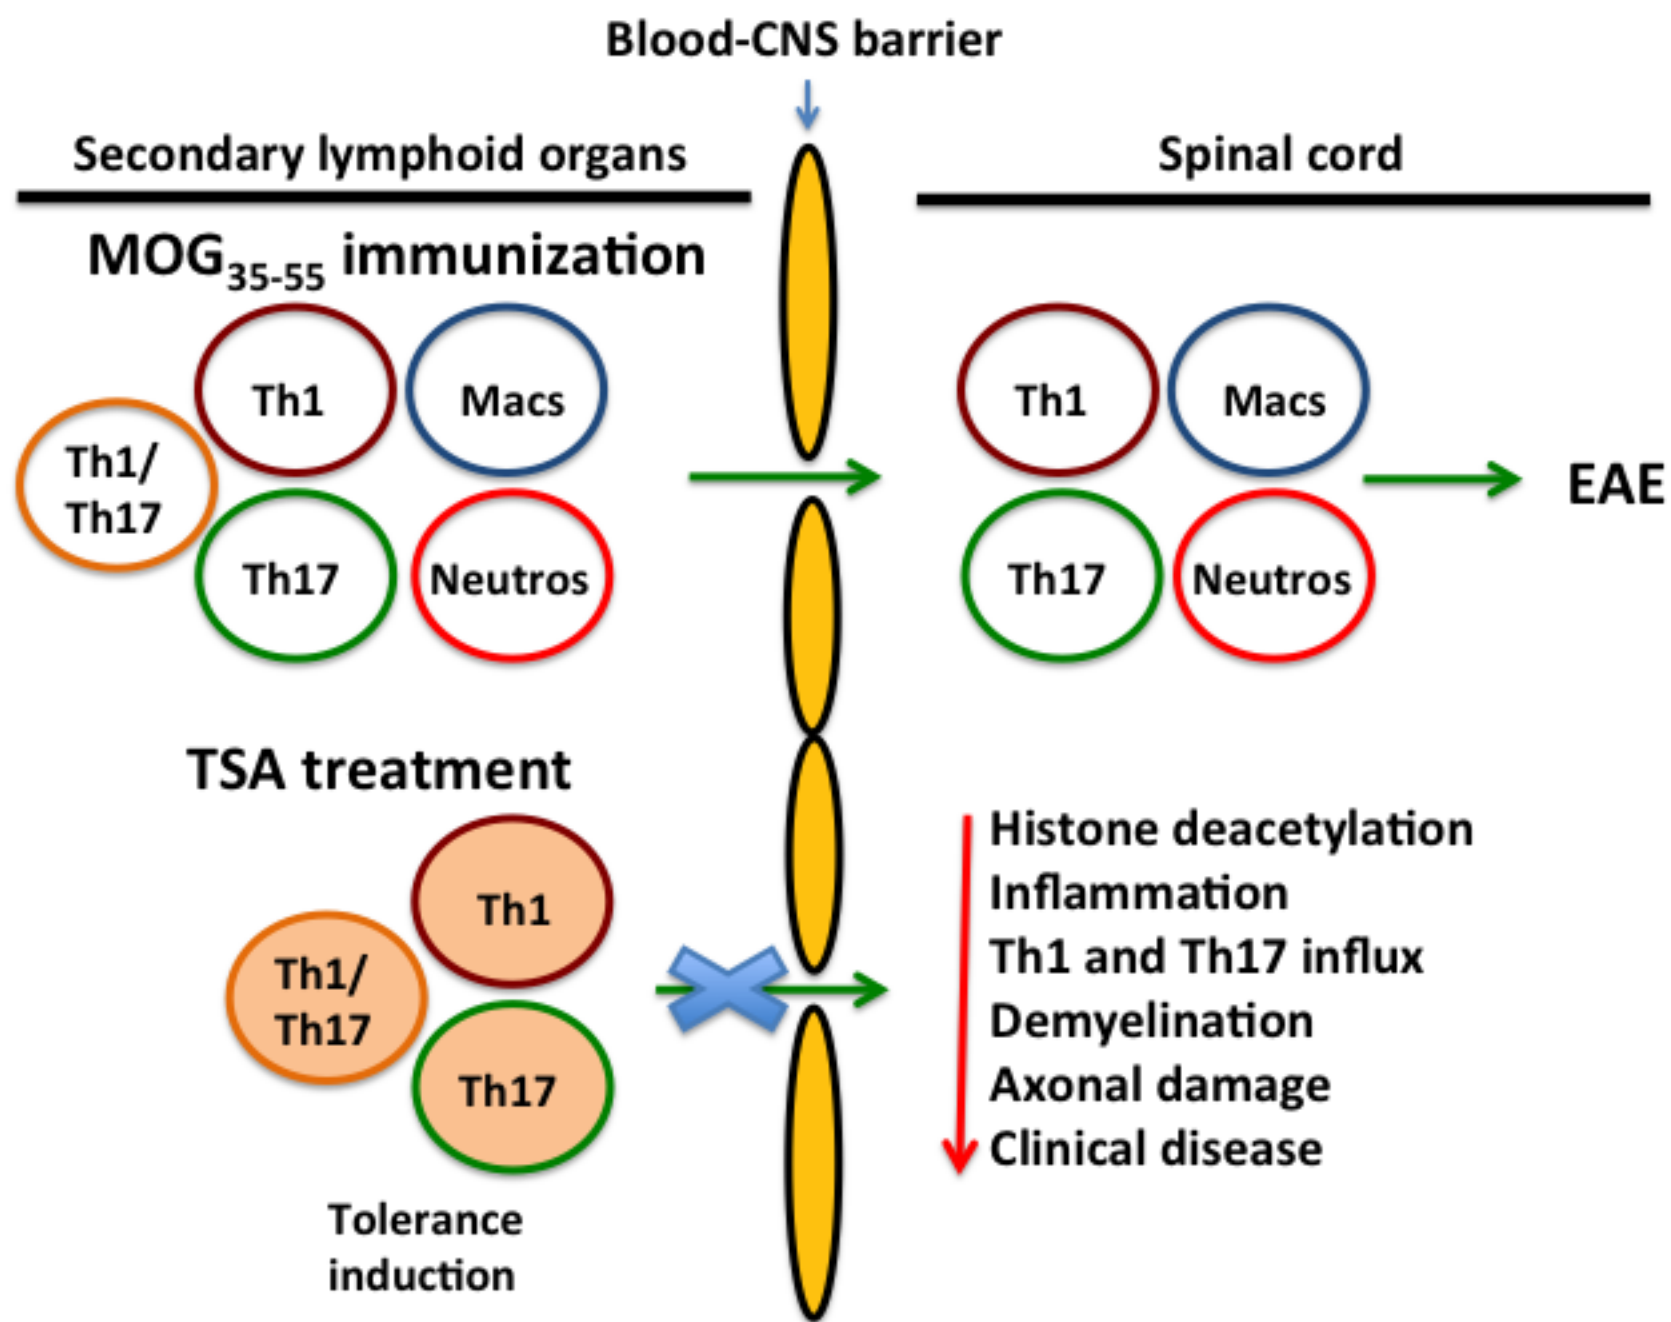 Blood-CNS barrier
Secondary lymphoid organs
Spinal cord
MOG35-55 immunization
Th1
Macs
Th1/
Th17
Th17
Neutros
Th1
Macs
Th17
Neutros
EAE
TSA treatment
Th1
Th1/
Th17
Th17
Tolerance
induction
Histone deacetylation
Inflammation
Th1 and Th17 influx
Demyelination
Axonal damage
Clinical disease